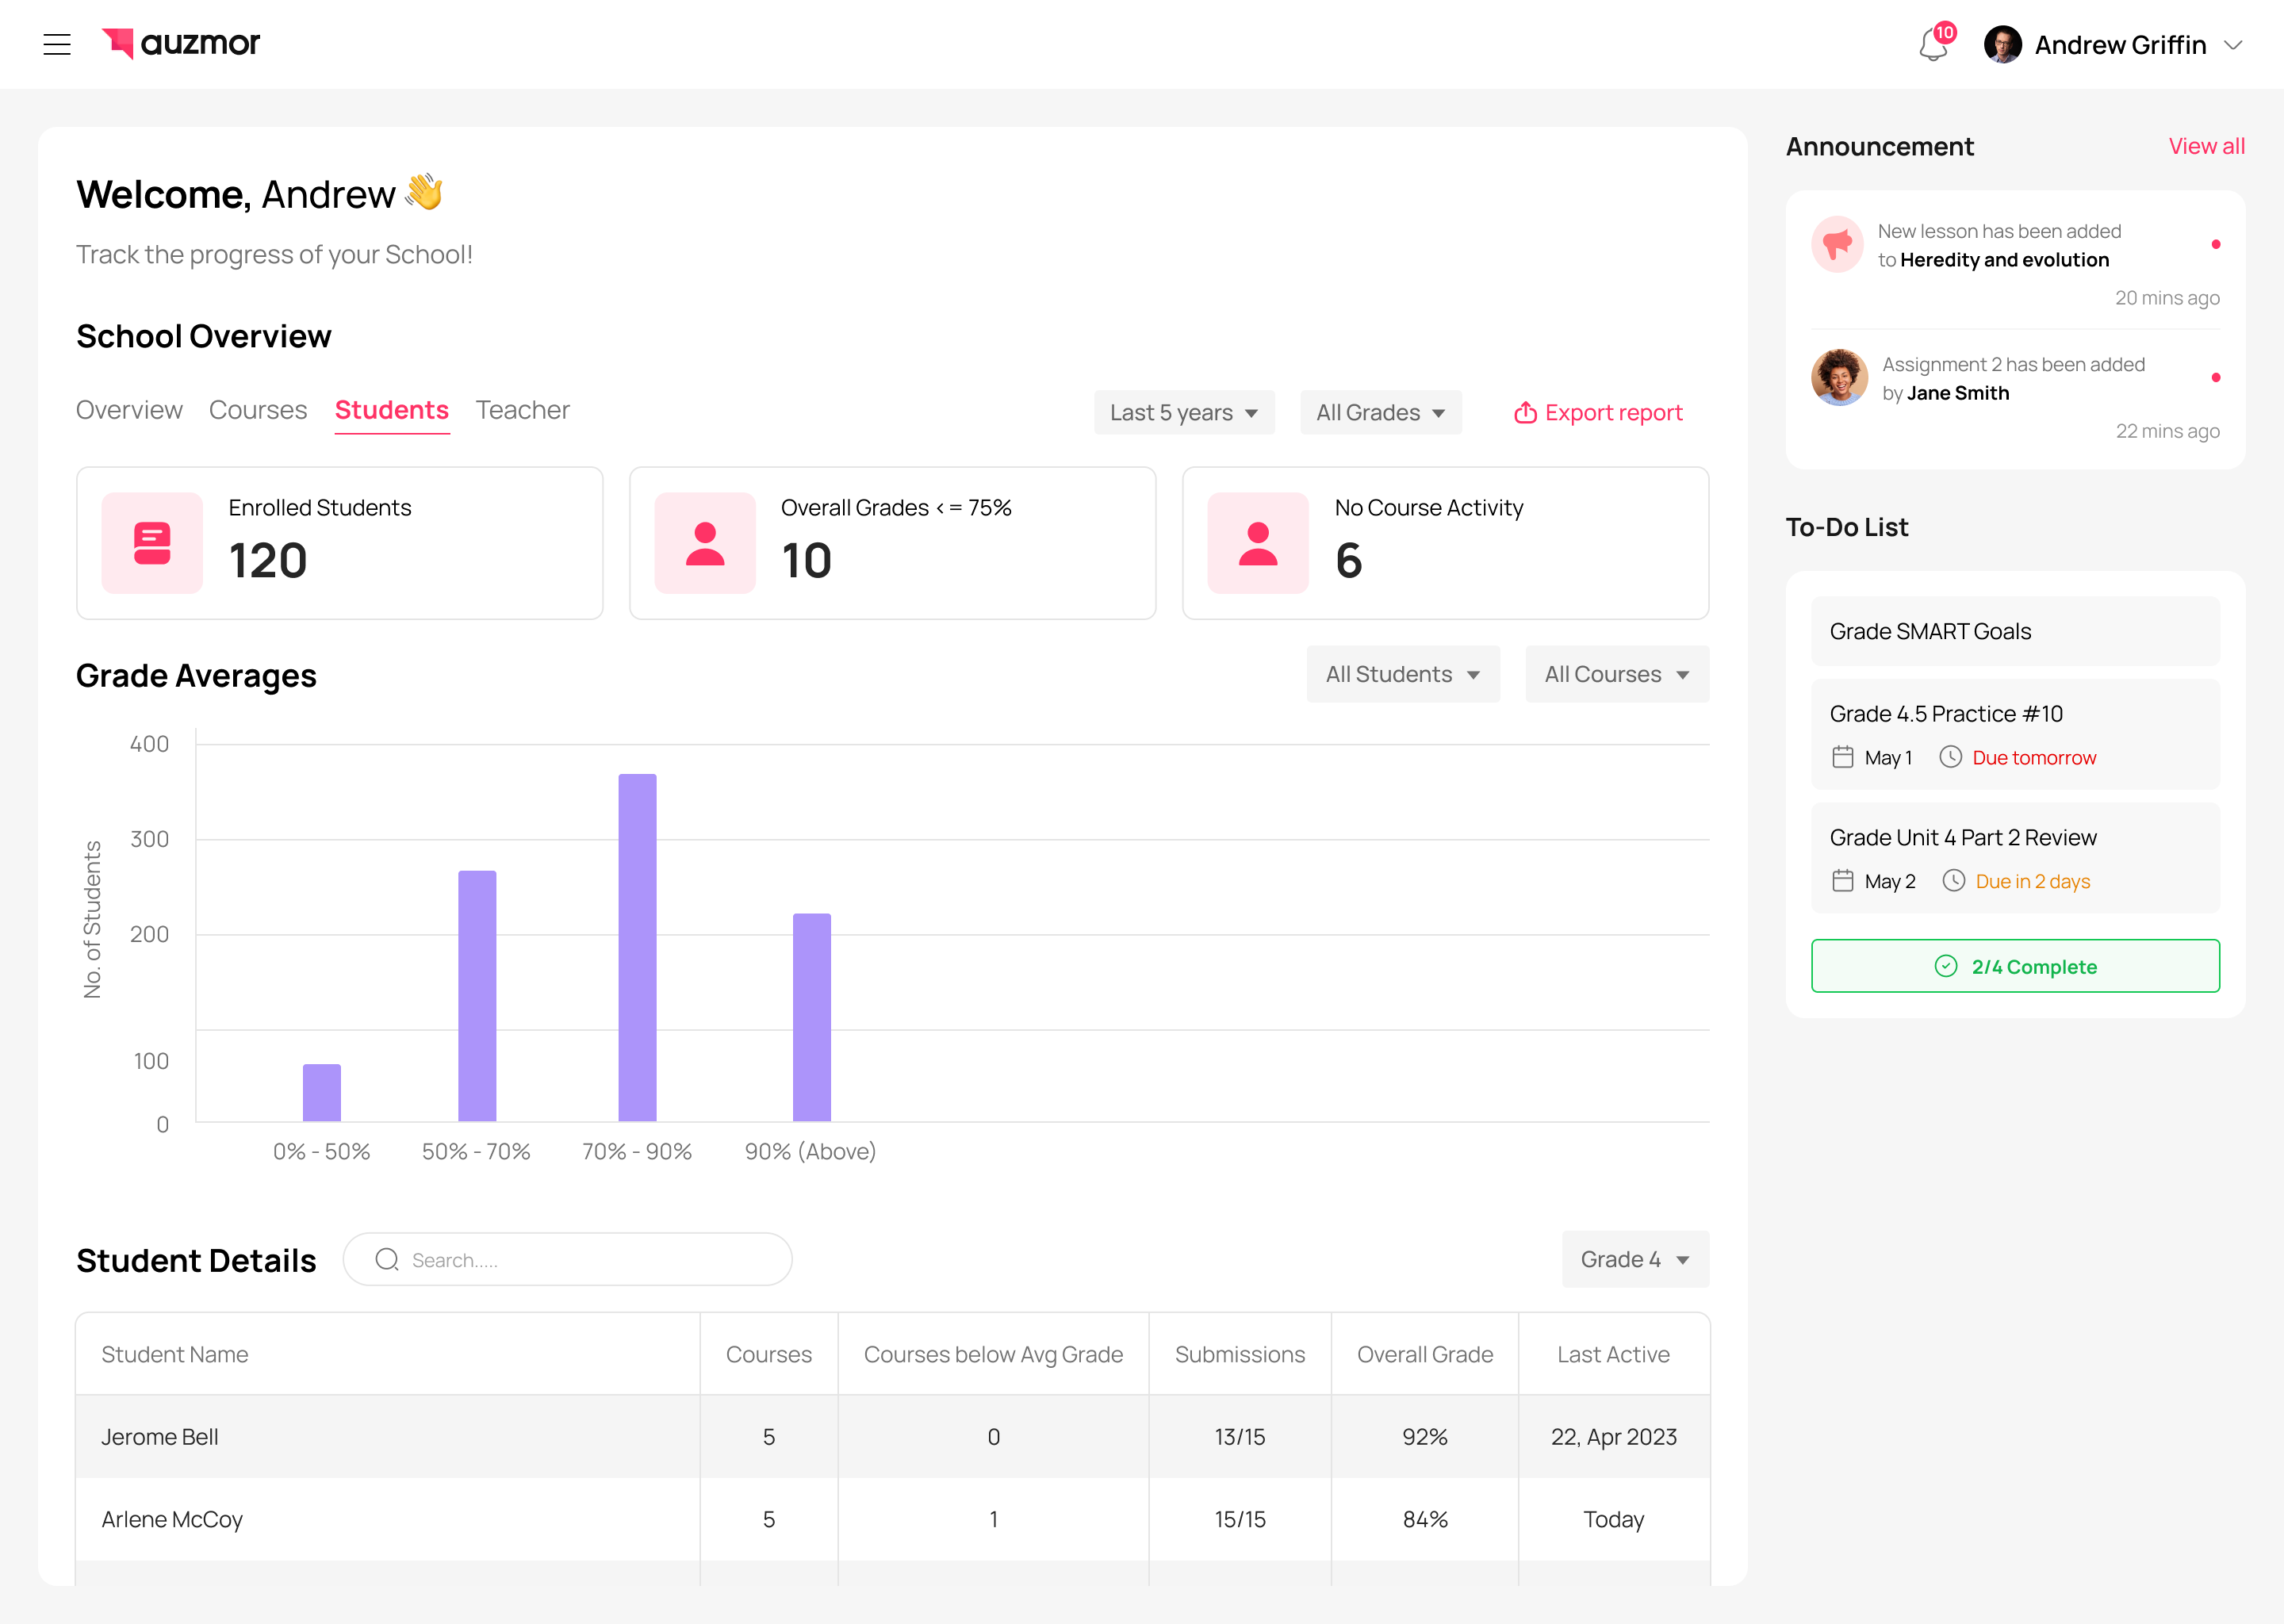 auzmor
10
Andrew Griffin
Welcome, Andrew 👋
Track the progress of your School!
School Overview
Overview Courses Students Teacher
Last 5 years
All Grades
Export report
Enrolled Students
120
Overall Grades <= 75%
10
No Course Activity
6
Grade Averages
All Students
All Courses
No. of Students
400
300
200
100
0
0% - 50%
50% - 70%
70% - 90%
90% (Above)
Student Details
Search.....
Grade 4
Student Name Courses Courses below Avg Grade Submissions Overall Grade Last Active
Jerome Bell 5 0 13/15 92% 22, Apr 2023
Arlene McCoy 5 1 15/15 84% Today
Announcement
View all
New lesson has been added
to Heredity and evolution
20 mins ago
Assignment 2 has been added
by Jane Smith
22 mins ago
To-Do List
Grade SMART Goals
Grade 4.5 Practice #10
May 1 Due tomorrow
Grade Unit 4 Part 2 Review
May 2 Due in 2 days
2/4 Complete